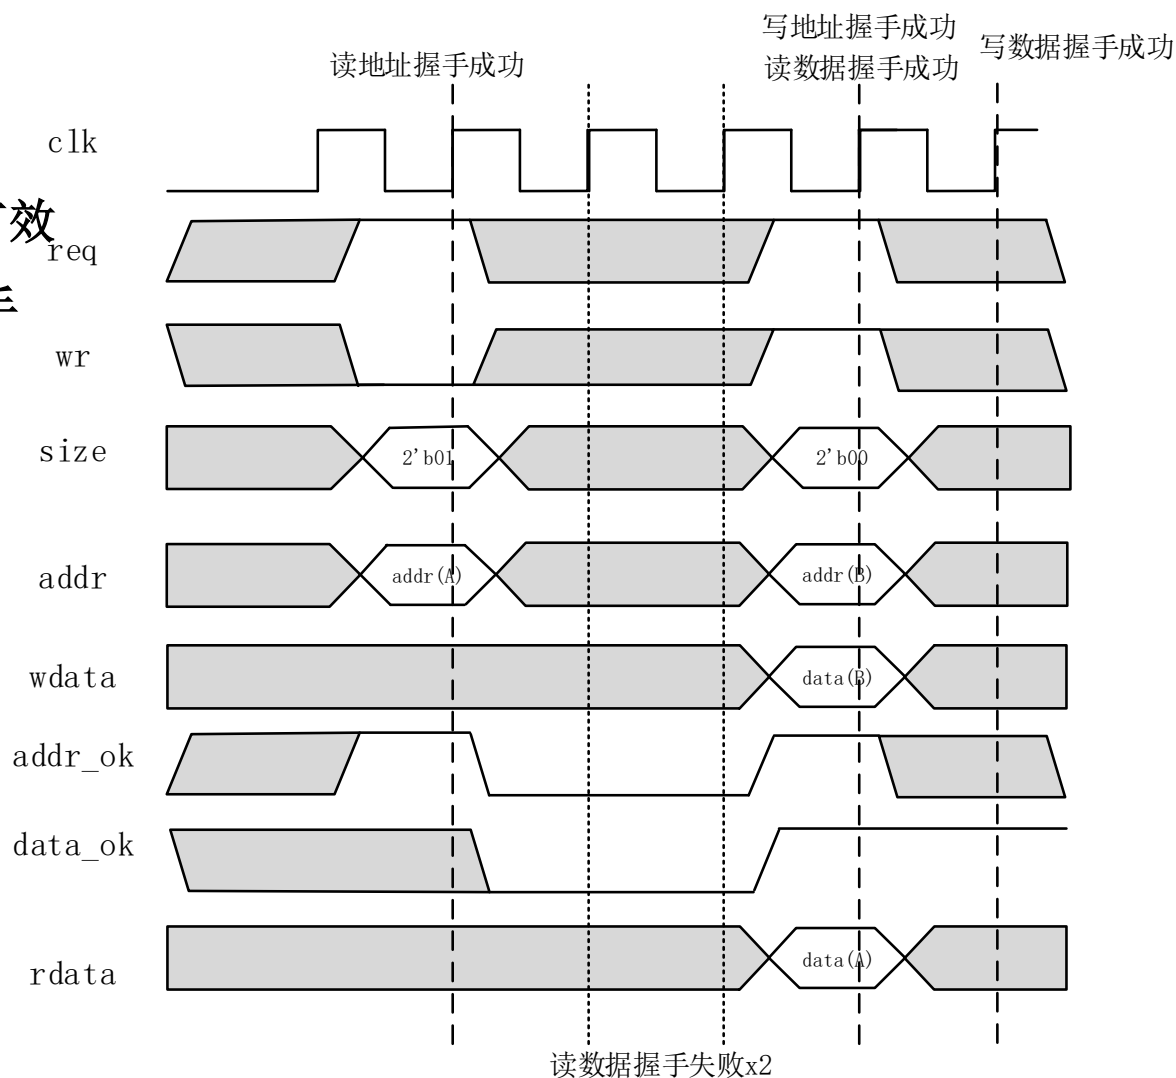 写地址握手成功
读地址握手成功
读数据握手成功
写数据握手成功
clk
效
req
wr
size
2'b01
2'b00
addr
addr(A)
addr(B)
wdata
data(B)
addr_ok
data_ok
rdata
data(A)
读数据握手失败x2